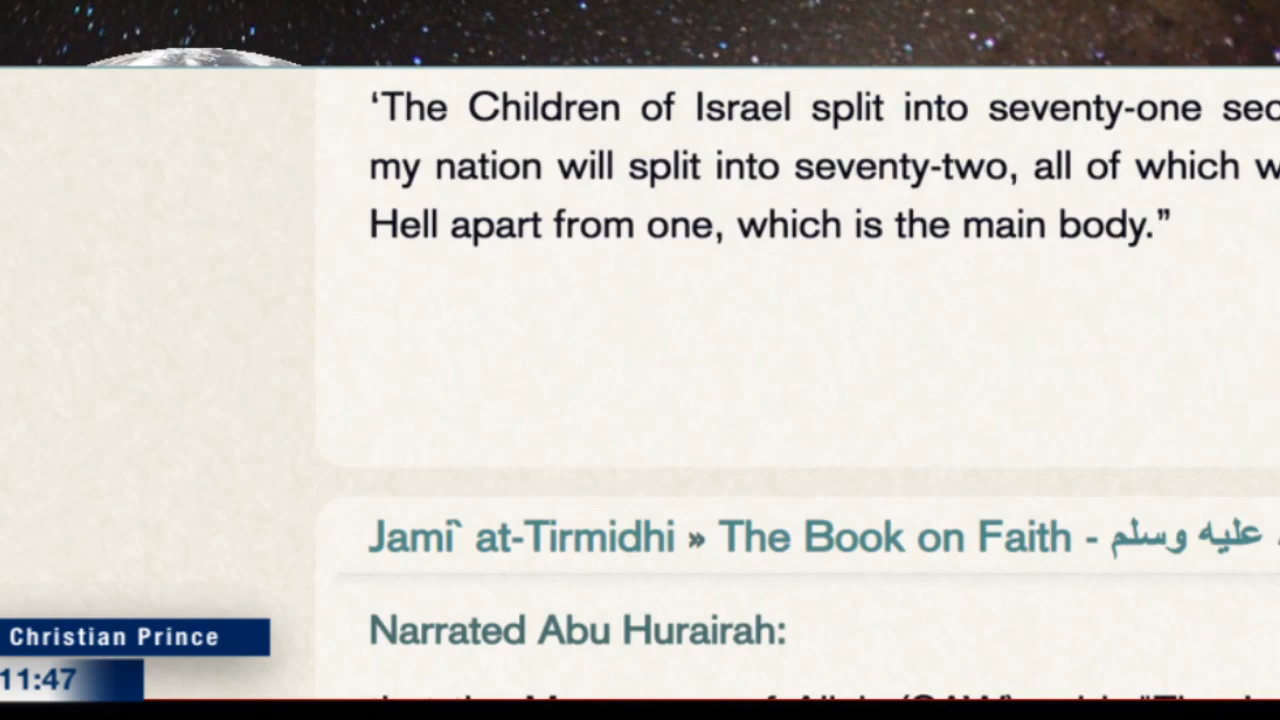 ‘The Children of Israel split into seventy-one
my nation will split into seventy-two, all of which
Hell apart from one, which is the main body.”
Jami` at-Tirmidhi » The Book on Faith - عليه وسلم
Narrated Abu Hurairah:
Christian Prince
11:47